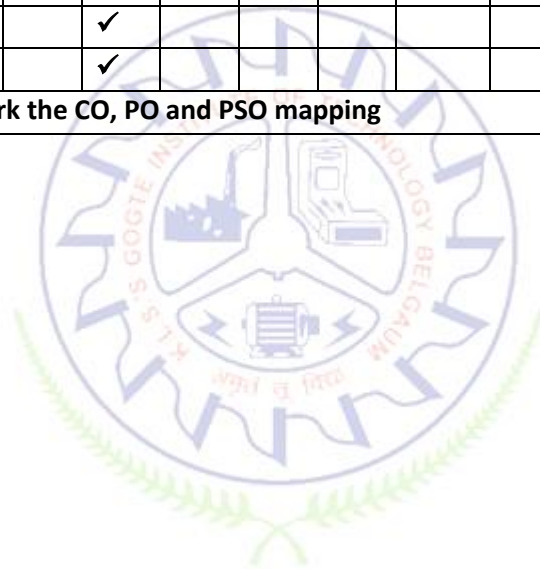 ✓
✓
rk the CO, PO and PSO mapping
K.L.S.'S GOGTE INSTITUTE OF TECHNOLOGY BELGAUM